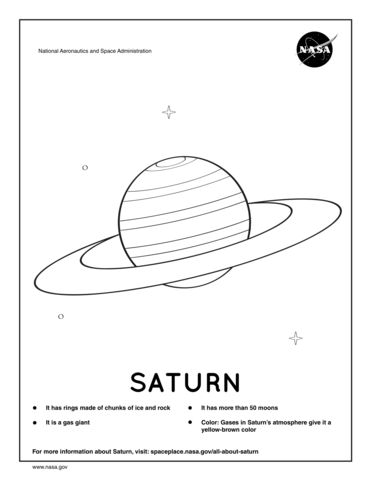 National Aeronautics and Space Administration
NASA
SATURN
It has rings made of chunks of ice and rock
It is a gas giant
It has more than 50 moons
Color: Gases in Saturn's atmosphere give it a
yellow-brown color
For more information about Saturn, visit: spaceplace.nasa.gov/all-about-saturn
www.nasa.gov